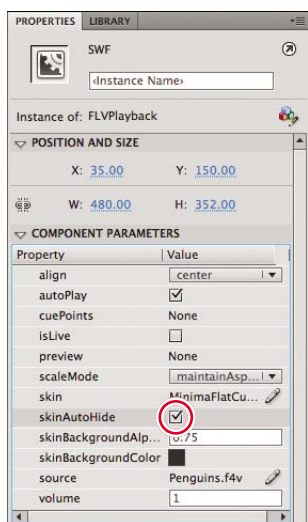 PROPERTIES LIBRARY
SWF
<Instance Name>
Instance of: FLVPlayback
POSITION AND SIZE
X: 35.00 Y: 150.00
W: 480.00 H: 352.00
COMPONENT PARAMETERS
Property Value
align center
autoPlay
cuePoints None
isLive
preview None
scaleMode maintainAsp...
skin MinimaFlatCu...
skinAutoHide
skinBackgroundAlp... 0.75
skinBackgroundColor
source Penguins.f4v
volume 1